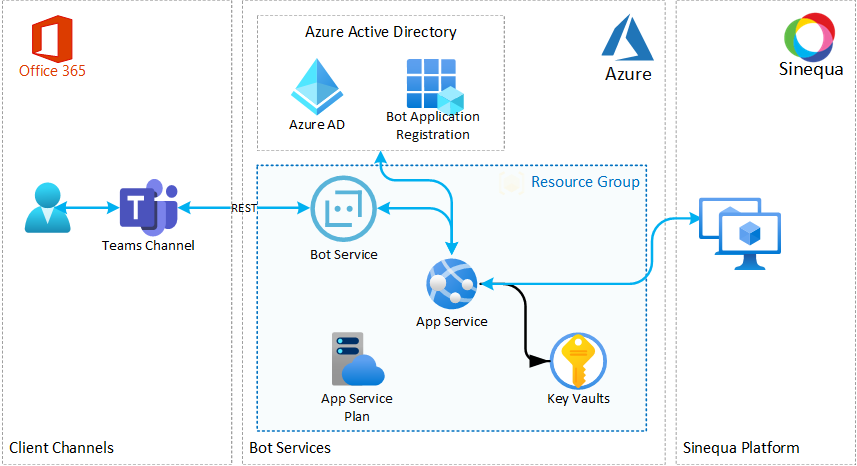 Office 365
Teams Channel
Client Channels
Azure Active Directory
Azure AD
Bot Application
Registration
Azure
Resource Group
REST
Bot Service
App Service
App Service
Plan
Key Vaults
Bot Services
Sinequa
Sinequa Platform